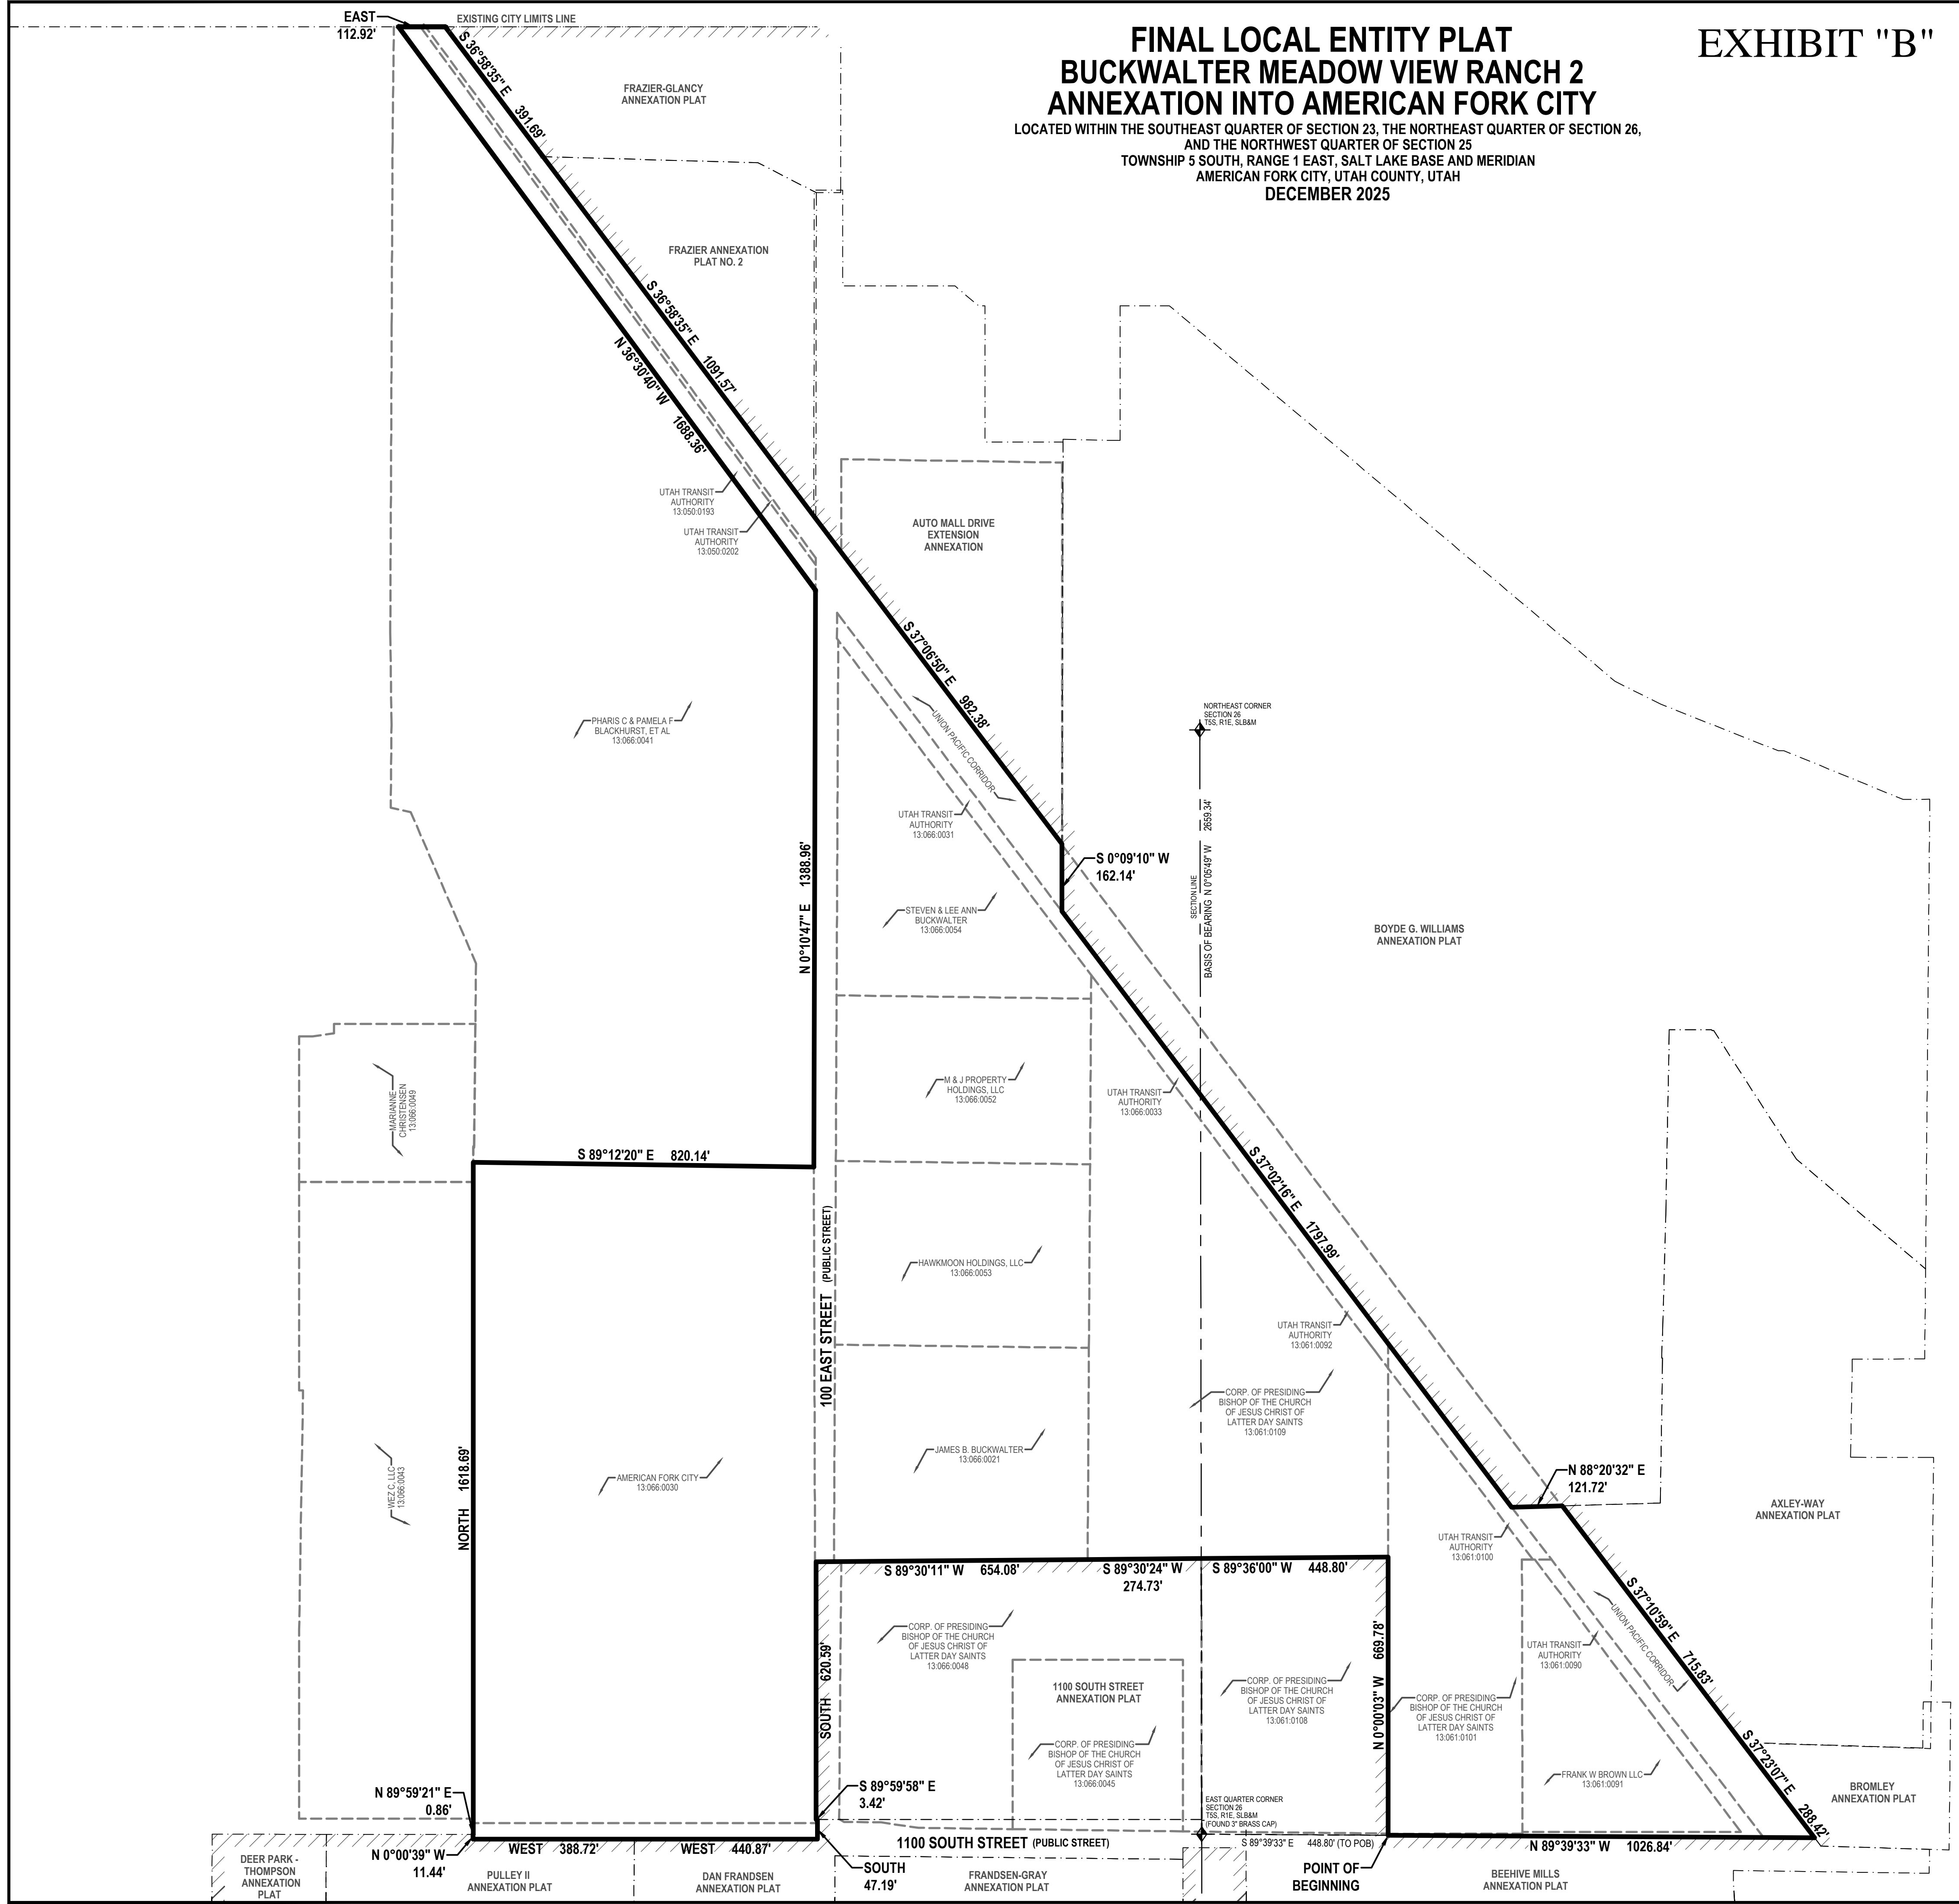 EXHIBIT "B"
FINAL LOCAL ENTITY PLAT
BUCKWALTER MEADOW VIEW RANCH 2
ANNEXATION INTO AMERICAN FORK CITY
LOCATED WITHIN THE SOUTHEAST QUARTER OF SECTION 23, THE NORTHEAST QUARTER OF SECTION 26,
AND THE NORTHWEST QUARTER OF SECTION 25
TOWNSHIP 5 SOUTH, RANGE 1 EAST, SALT LAKE BASE AND MERIDIAN
AMERICAN FORK CITY, UTAH COUNTY, UTAH
DECEMBER 2025
EAST
112.92'
EXISTING CITY LIMITS LINE
S 36°58'35" E 391.69'
FRAZIER-GLANCY
ANNEXATION PLAT
FRAZIER ANNEXATION
PLAT NO. 2
S 36°58'35" E 1091.57'
N 36°30'40" W 1688.36'
UTAH TRANSIT
AUTHORITY
13:050:0193
UTAH TRANSIT
AUTHORITY
13:050:0202
AUTO MALL DRIVE
EXTENSION
ANNEXATION
S 37°06'50" E 982.38'
UNION PACIFIC CORRIDOR
PHARIS C & PAMELA F
BLACKHURST, ET AL
13:066:0041
NORTHEAST CORNER
SECTION 26
T5S, R1E, SLB&M
UTAH TRANSIT
AUTHORITY
13:066:0031
SECTION LINE
BASIS OF BEARING N 0°05'49" W 2659.34'
S 0°09'10" W
162.14'
N 0°10'47" E 1388.96'
STEVEN & LEE ANN
BUCKWALTER
13:066:0054
BOYDE G. WILLIAMS
ANNEXATION PLAT
MARIANNE
CHRISTENSEN
13:066:0049
M & J PROPERTY
HOLDINGS, LLC
13:066:0052
UTAH TRANSIT
AUTHORITY
13:066:0033
S 89°12'20" E 820.14'
S 37°02'16" E 1797.99'
100 EAST STREET (PUBLIC STREET)
HAWKMOON HOLDINGS, LLC
13:066:0053
UTAH TRANSIT
AUTHORITY
13:061:0092
CORP. OF PRESIDING
BISHOP OF THE CHURCH
OF JESUS CHRIST OF
LATTER DAY SAINTS
13:061:0109
JAMES B. BUCKWALTER
13:066:0021
NORTH 1618.69'
WEZ C, LLC
13:066:0043
AMERICAN FORK CITY
13:066:0030
N 88°20'32" E
121.72'
AXLEY-WAY
ANNEXATION PLAT
UTAH TRANSIT
AUTHORITY
13:061:0100
S 89°30'11" W 654.08'
S 89°30'24" W
274.73'
S 89°36'00" W 448.80'
S 37°10'59" E 715.83'
UNION PACIFIC CORRIDOR
UTAH TRANSIT
AUTHORITY
13:061:0090
CORP. OF PRESIDING
BISHOP OF THE CHURCH
OF JESUS CHRIST OF
LATTER DAY SAINTS
13:066:0048
SOUTH 620.59'
1100 SOUTH STREET
ANNEXATION PLAT
CORP. OF PRESIDING
BISHOP OF THE CHURCH
OF JESUS CHRIST OF
LATTER DAY SAINTS
13:061:0108
N 0°00'03" W 669.78'
CORP. OF PRESIDING
BISHOP OF THE CHURCH
OF JESUS CHRIST OF
LATTER DAY SAINTS
13:061:0101
CORP. OF PRESIDING
BISHOP OF THE CHURCH
OF JESUS CHRIST OF
LATTER DAY SAINTS
13:066:0045
FRANK W BROWN LLC
13:061:0091
S 37°23'07" E 288.42'
BROMLEY
ANNEXATION PLAT
N 89°59'21" E
0.86'
S 89°59'58" E
3.42'
EAST QUARTER CORNER
SECTION 26
T5S, R1E, SLB&M
(FOUND 3" BRASS CAP)
1100 SOUTH STREET (PUBLIC STREET)
S 89°39'33" E 448.80' (TO POB)
N 89°39'33" W 1026.84'
WEST 388.72'
WEST 440.87'
N 0°00'39" W
11.44'
SOUTH
47.19'
POINT OF
BEGINNING
DEER PARK -
THOMPSON
ANNEXATION
PLAT
PULLEY II
ANNEXATION PLAT
DAN FRANDSEN
ANNEXATION PLAT
FRANDSEN-GRAY
ANNEXATION PLAT
BEEHIVE MILLS
ANNEXATION PLAT